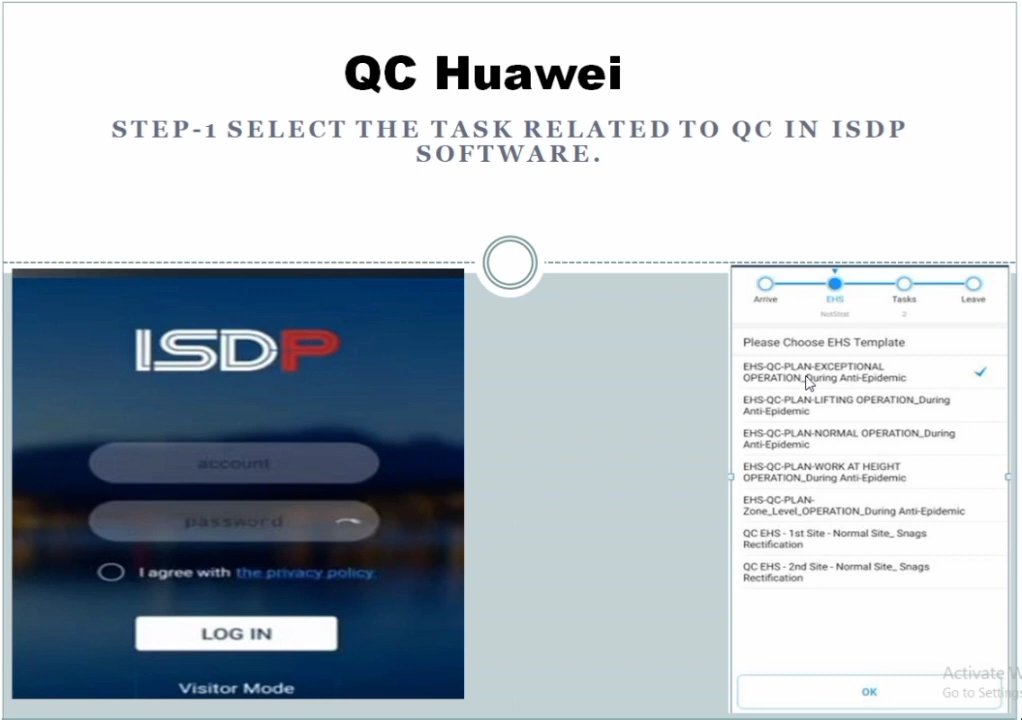 QC Huawei
STEP-1 SELECT THE TASK RELATED TO QC IN ISDP
SOFTWARE.
ISDP
account
password
I agree with the privacy policy.
LOG IN
Visitor Mode
Arrive
EHS
Tasks
Leave
NotStat
2
Please Choose EHS Template
EHS-QC-PLAN-EXCEPTIONAL
OPERATION_During Anti-Epidemic
EHS-QC-PLAN-LIFTING OPERATION_During
Anti-Epidemic
EHS-QC-PLAN-NORMAL OPERATION_During
Anti-Epidemic
EHS-QC-PLAN-WORK AT HEIGHT
OPERATION_During Anti-Epidemic
EHS-QC-PLAN-
Zone_Level_OPERATION_During Anti-Epidemic
QC EHS - 1st Site - Normal Site_ Snags
Rectification
QC EHS - 2nd Site - Normal Site_ Snags
Rectification
OK
Activate W
Go to Settings